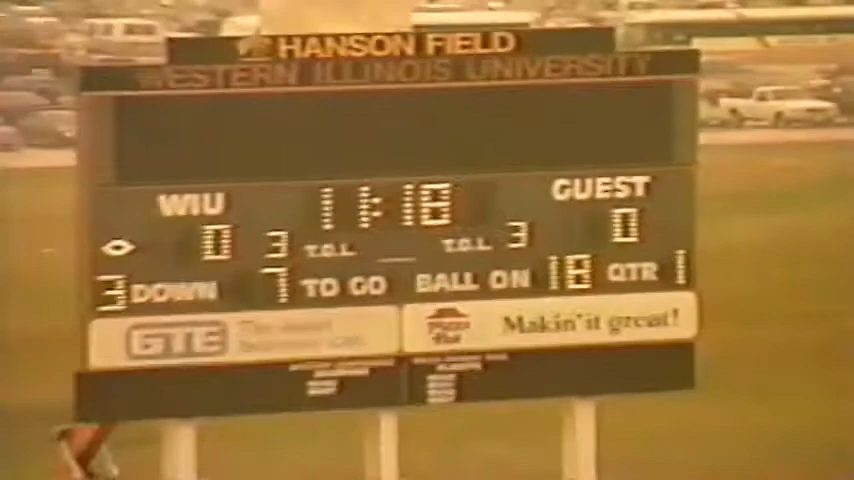 HANSON FIELD
WESTERN ILLINOIS UNIVERSITY
WIU 11:18 GUEST
0 3 T.O.L. T.O.L. 3 0
3 DOWN 7 TO GO BALL ON 18 QTR 1
GTE Pizza Hut Makin' it great!